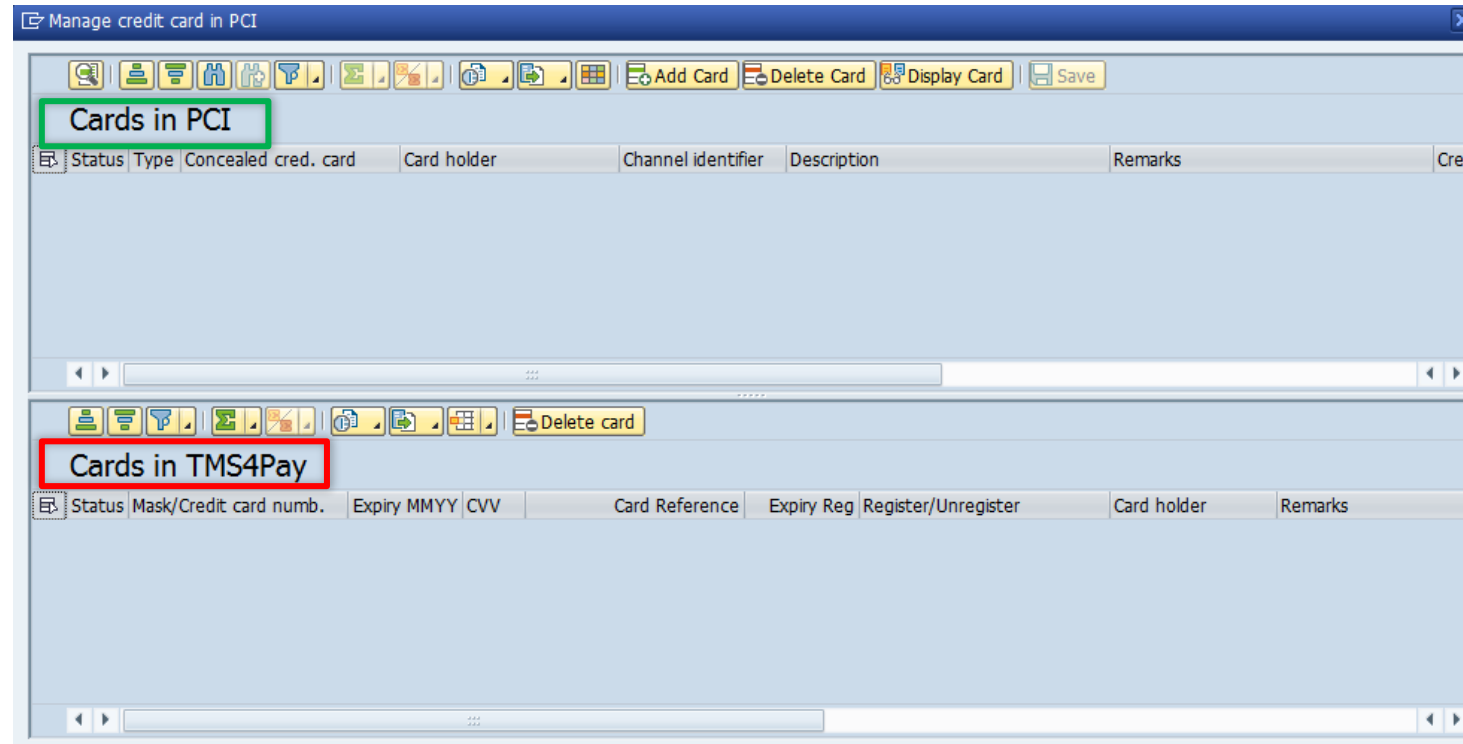 Manage credit card in PCI
Add Card Delete Card Display Card Save
Cards in PCI
Status Type Concealed cred. card Card holder Channel identifier Description Remarks Cre
Delete card
Cards in TMS4Pay
Status Mask/Credit card numb. Expiry MMYY CVV Card Reference Expiry Reg Register/Unregister Card holder Remarks